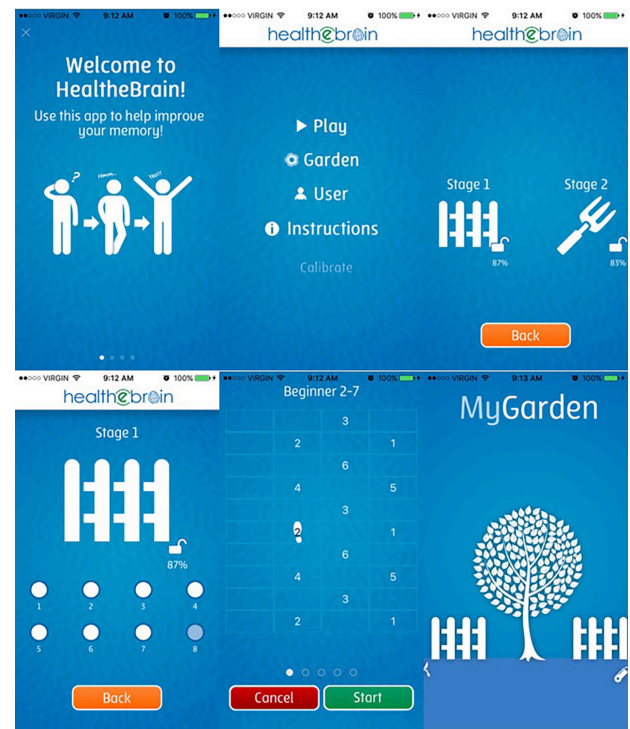 ●●○○○ VIRGIN 9:12 AM 100%
Welcome to
HealtheBrain!
Use this app to help improve
your memory!
? Hmmm... Yes!!!
●●○○○ VIRGIN 9:12 AM 100%
healthebrain
Play
Garden
User
Instructions
Calibrate
●●○○○ VIRGIN 9:12 AM 100%
healthebrain
Stage 1 Stage 2
87% 83%
Back
●●○○○ VIRGIN 9:12 AM 100%
healthebrain
Stage 1
87%
1 2 3 4
5 6 7 8
Back
●●○○○ VIRGIN 9:12 AM 100%
Beginner 2-7
3
2 1
6
4 5
3
2 1
6
4 5
3
2 1
Cancel Start
●●○○○ VIRGIN 9:13 AM 100%
MyGarden